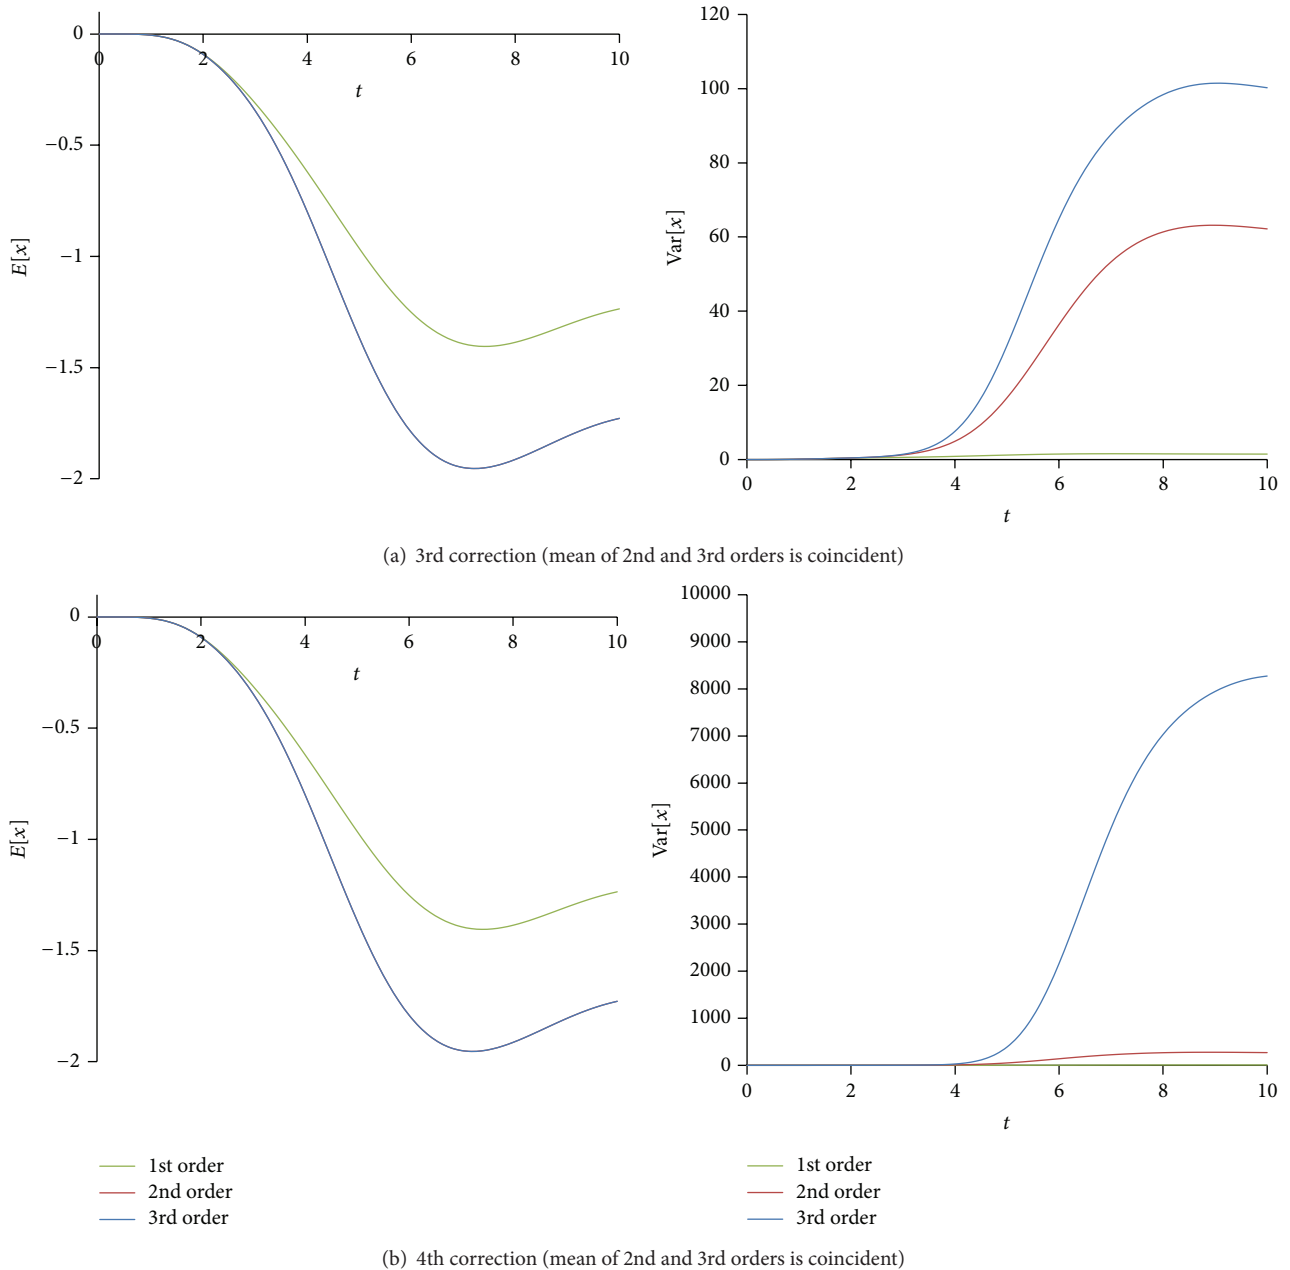 0
−0.5
−1
−1.5
−2
0 2 4 6 8 10
t
E[x]
120
100
80
60
40
20
0
0 2 4 6 8 10
t
Var[x]
(a) 3rd correction (mean of 2nd and 3rd orders is coincident)
0
−0.5
−1
−1.5
−2
0 2 4 6 8 10
t
E[x]
10000
9000
8000
7000
6000
5000
4000
3000
2000
1000
0
0 2 4 6 8 10
t
Var[x]
1st order
2nd order
3rd order
1st order
2nd order
3rd order
(b) 4th correction (mean of 2nd and 3rd orders is coincident)